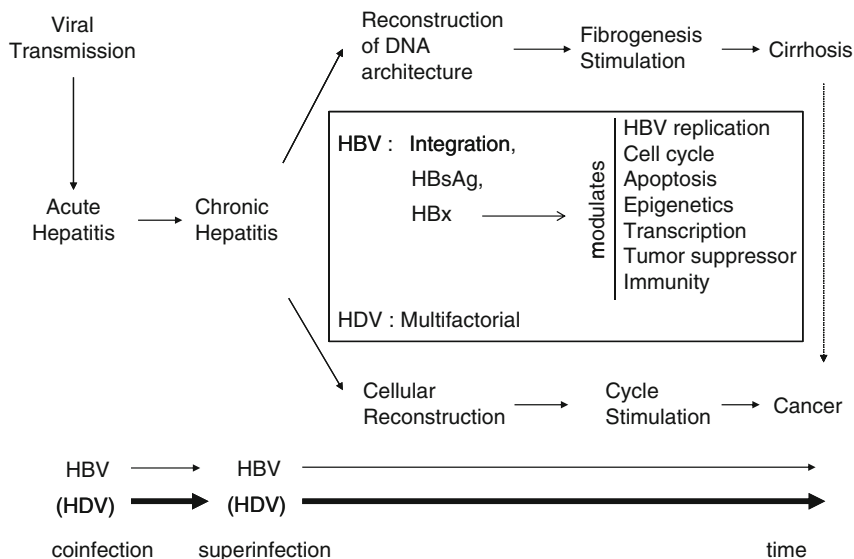 Viral
Transmission
Acute
Hepatitis
Chronic
Hepatitis
Reconstruction
of DNA
architecture
Fibrogenesis
Stimulation
Cirrhosis
HBV : Integration,
HBsAg,
HBx
modulates
HBV replication
Cell cycle
Apoptosis
Epigenetics
Transcription
Tumor suppressor
Immunity
HDV : Multifactorial
Cellular
Reconstruction
Cycle
Stimulation
Cancer
HBV
HBV
(HDV)
(HDV)
coinfection
superinfection
time